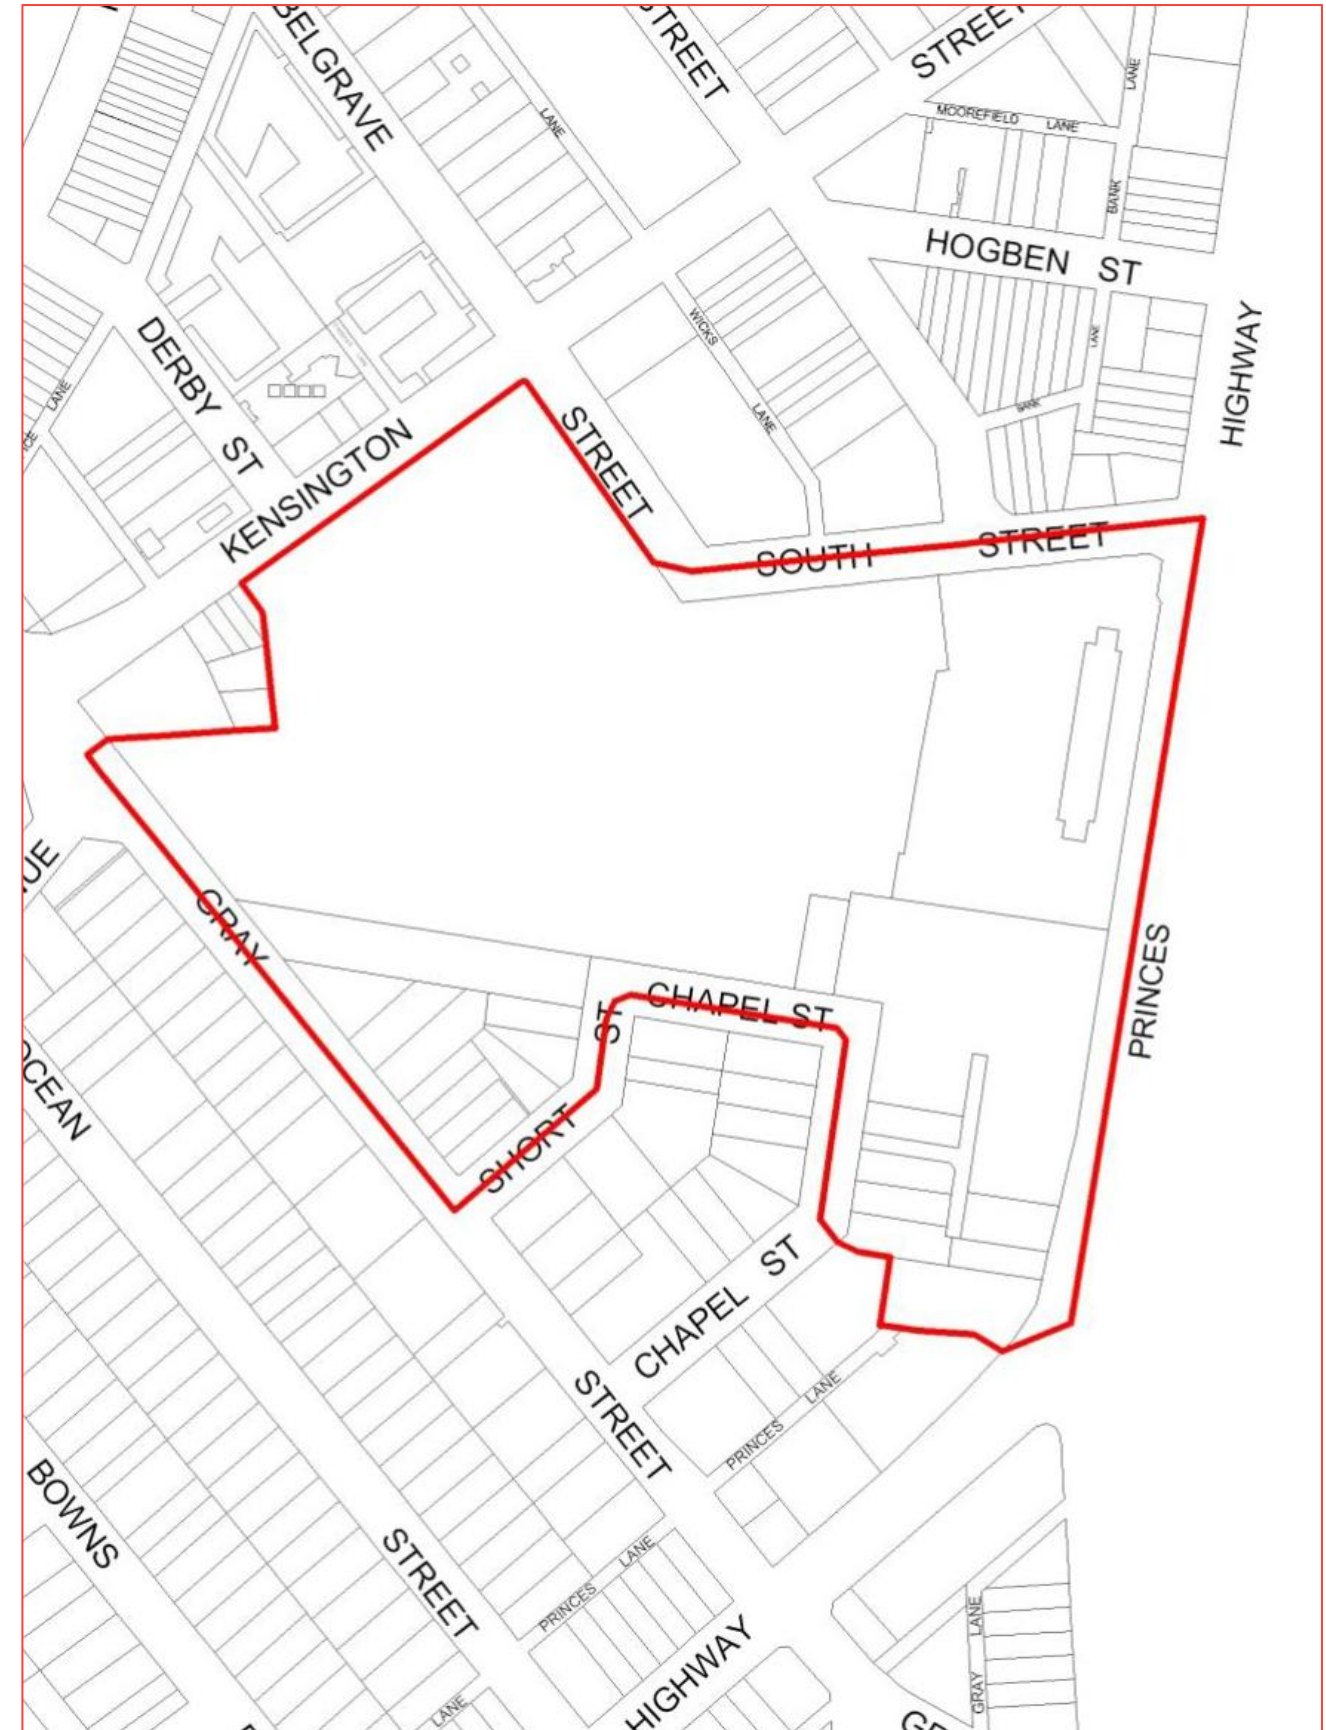 BELGRAVE
STREET
STREET
LANE
LANE
MOOREFIELD LANE
BANK
HOGBEN ST
HIGHWAY
WICKS
LANE
LANE
BANK
DERBY ST
LANE
KENSINGTON
STREET
SOUTH STREET
GRAY
PRINCES
CHAPEL ST
ST
SHORT
OCEAN
CHAPEL ST
STREET
PRINCES LANE
BOWNS
STREET
PRINCES LANE
HIGHWAY
GRAY LANE
LANE